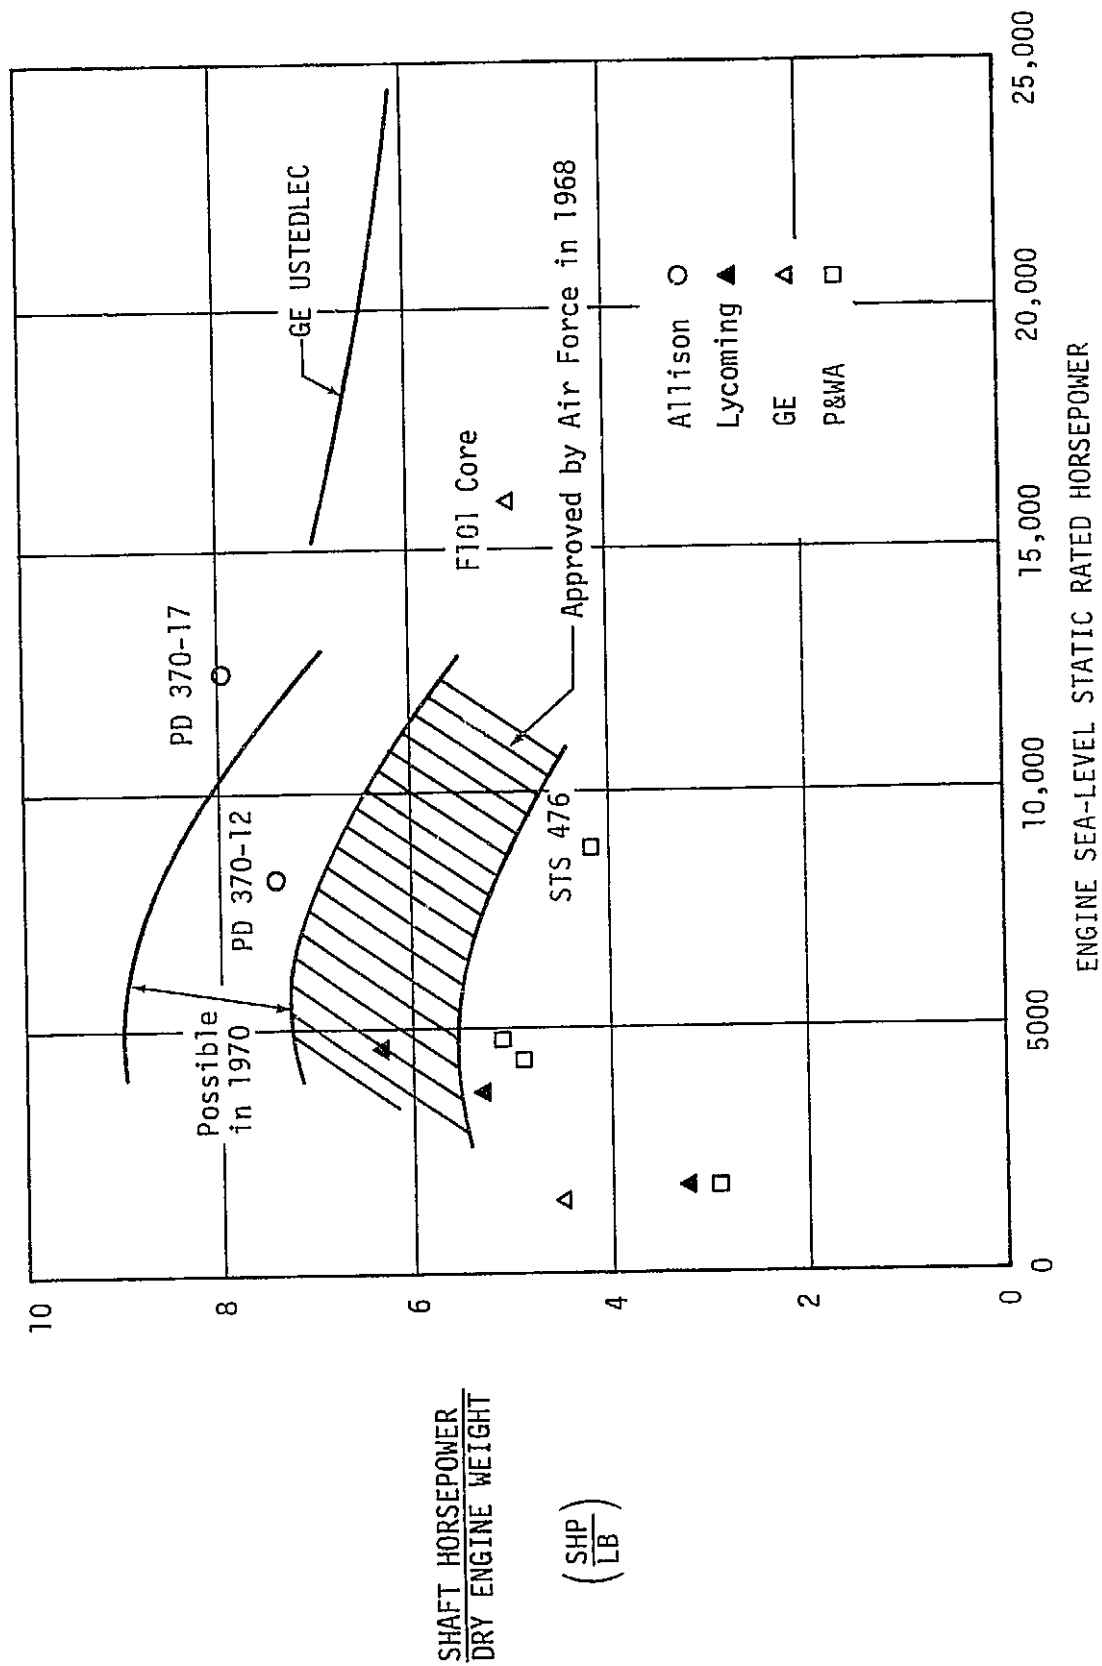 SHAFT HORSEPOWER
DRY ENGINE WEIGHT
(SHP
LB)
10
8
6
4
2
0
Possible
in 1970
PD 370-12
PD 370-17
GE USTEDLEC
F101 Core
STS 476
Approved by Air Force in 1968
Allison
Lycoming
GE
P&WA
0
5000
10,000
15,000
20,000
25,000
ENGINE SEA-LEVEL STATIC RATED HORSEPOWER